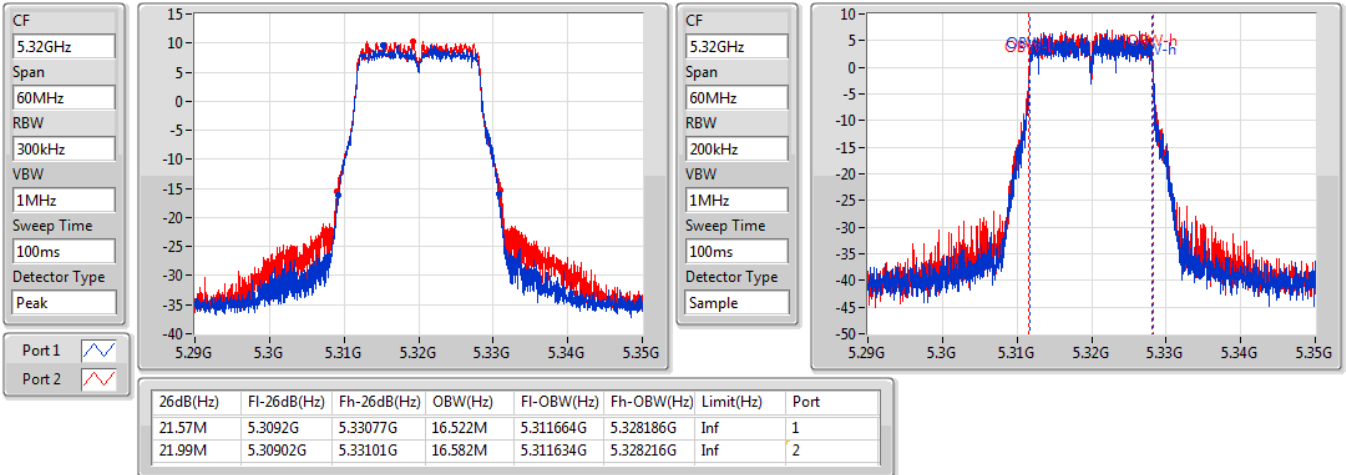 CF
5.32GHz
Span
60MHz
RBW
300kHz
VBW
1MHz
Sweep Time
100ms
Detector Type
Peak
Port 1
Port 2
15
10
5
0
-5
-10
-15
-20
-25
-30
-35
-40
5.29G 5.3G 5.31G 5.32G 5.33G 5.34G 5.35G
CF
5.32GHz
Span
60MHz
RBW
200kHz
VBW
1MHz
Sweep Time
100ms
Detector Type
Sample
10
5
0
-5
-10
-15
-20
-25
-30
-35
-40
-45
-50
5.29G 5.3G 5.31G 5.32G 5.33G 5.34G 5.35G
26dB(Hz) Fl-26dB(Hz) Fh-26dB(Hz) OBW(Hz) Fl-OBW(Hz) Fh-OBW(Hz) Limit(Hz) Port
21.57M 5.3092G 5.33077G 16.522M 5.311664G 5.328186G Inf 1
21.99M 5.30902G 5.33101G 16.582M 5.311634G 5.328216G Inf 2